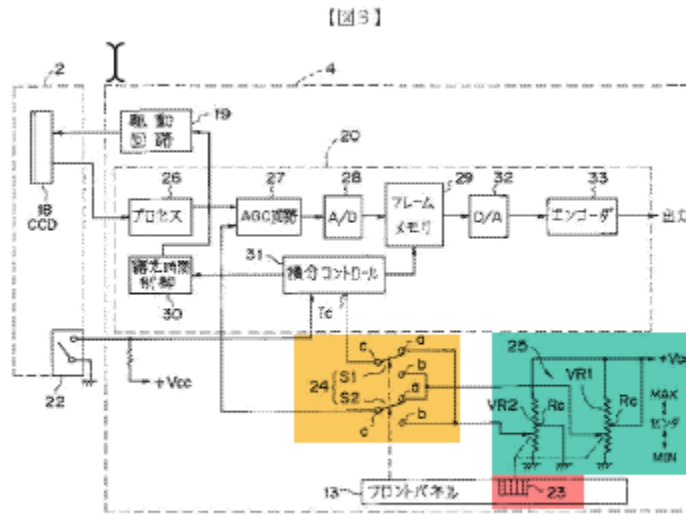 【図3】
2
4
駆動
回路
19
20
18
CCD
26
プロセス
27
AGC回路
28
A/D
29
フレーム
メモリ
32
D/A
33
エンコーダ
出力
露光時間
制御
30
31
積分コントロール
Tc
22
+Vcc
24
S1
S2
c
a
b
c
a
b
25
VR1
VR2
Rc
Rc
+Vcc
MAX
センタ
MIN
13
フロントパネル
23